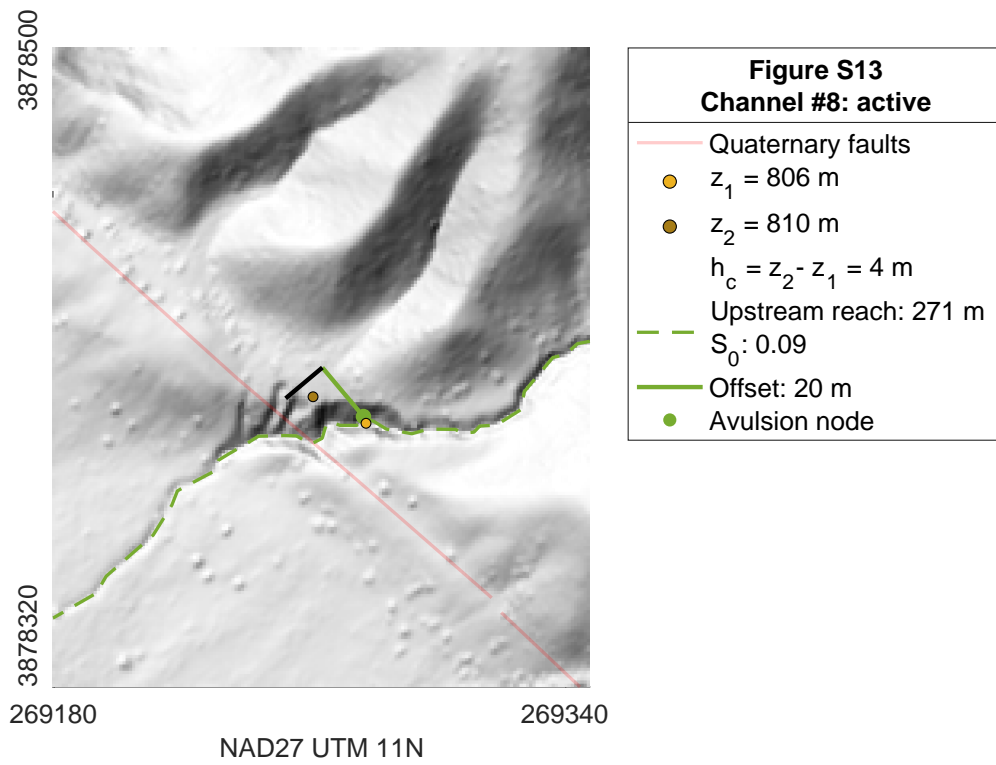 3878500
3878320
269180
269340
NAD27 UTM 11N
Figure S13
Channel #8: active
Quaternary faults
z₁ = 806 m
z₂ = 810 m
h_c = z₂- z₁ = 4 m
Upstream reach: 271 m
S₀: 0.09
Offset: 20 m
Avulsion node